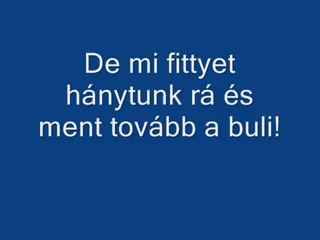 De mi fittyet
hánytunk rá és
ment tovább a buli!